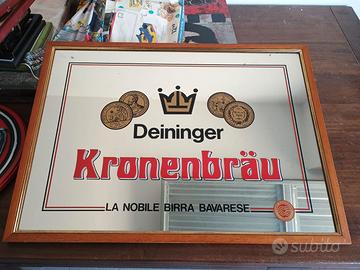 Deininger
Kronenbräu
LA NOBILE BIRRA BAVARESE
subito